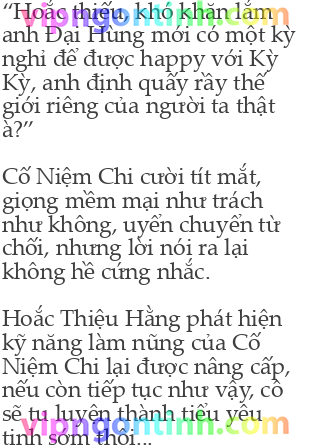 “Hoắc thiếu, khó khăn lắm
anh Đại Hùng mới có một kỳ
nghỉ để được happy với Kỳ
Kỳ, anh định quấy rầy thế
giới riêng của người ta thật
à?”
Cố Niệm Chi cười tít mắt,
giọng mềm mại như trách
như không, uyển chuyển từ
chối, nhưng lời nói ra lại
không hề cứng nhắc.
Hoắc Thiệu Hằng phát hiện
kỹ năng làm nũng của Cố
Niệm Chi lại được nâng cấp,
nếu còn tiếp tục như vậy, cô
sẽ tu luyện thành tiểu yêu
tinh sớm thôi...
vipngontinh.com
vipngontinh.com